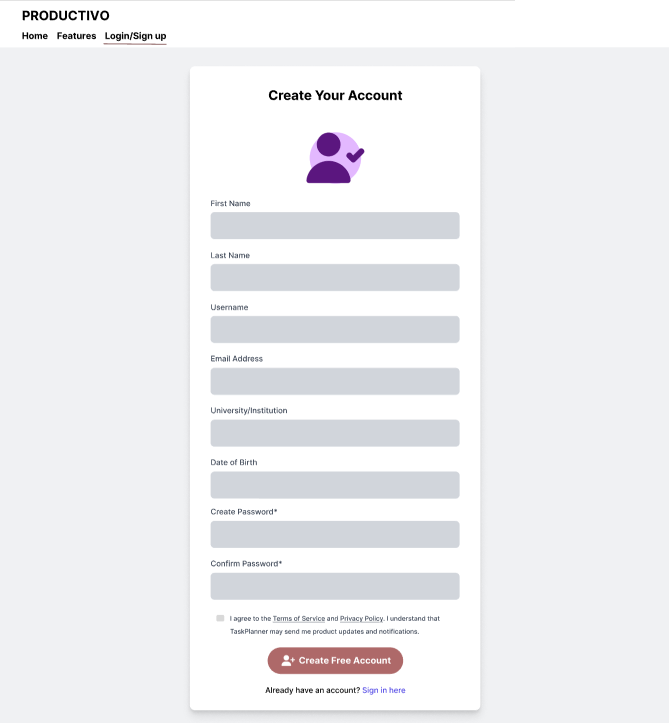 PRODUCTIVO
Home Features Login/Sign up
Create Your Account
First Name
Last Name
Username
Email Address
University/Institution
Date of Birth
Create Password*
Confirm Password*
I agree to the Terms of Service and Privacy Policy. I understand that
TaskPlanner may send me product updates and notifications.
Create Free Account
Already have an account? Sign in here